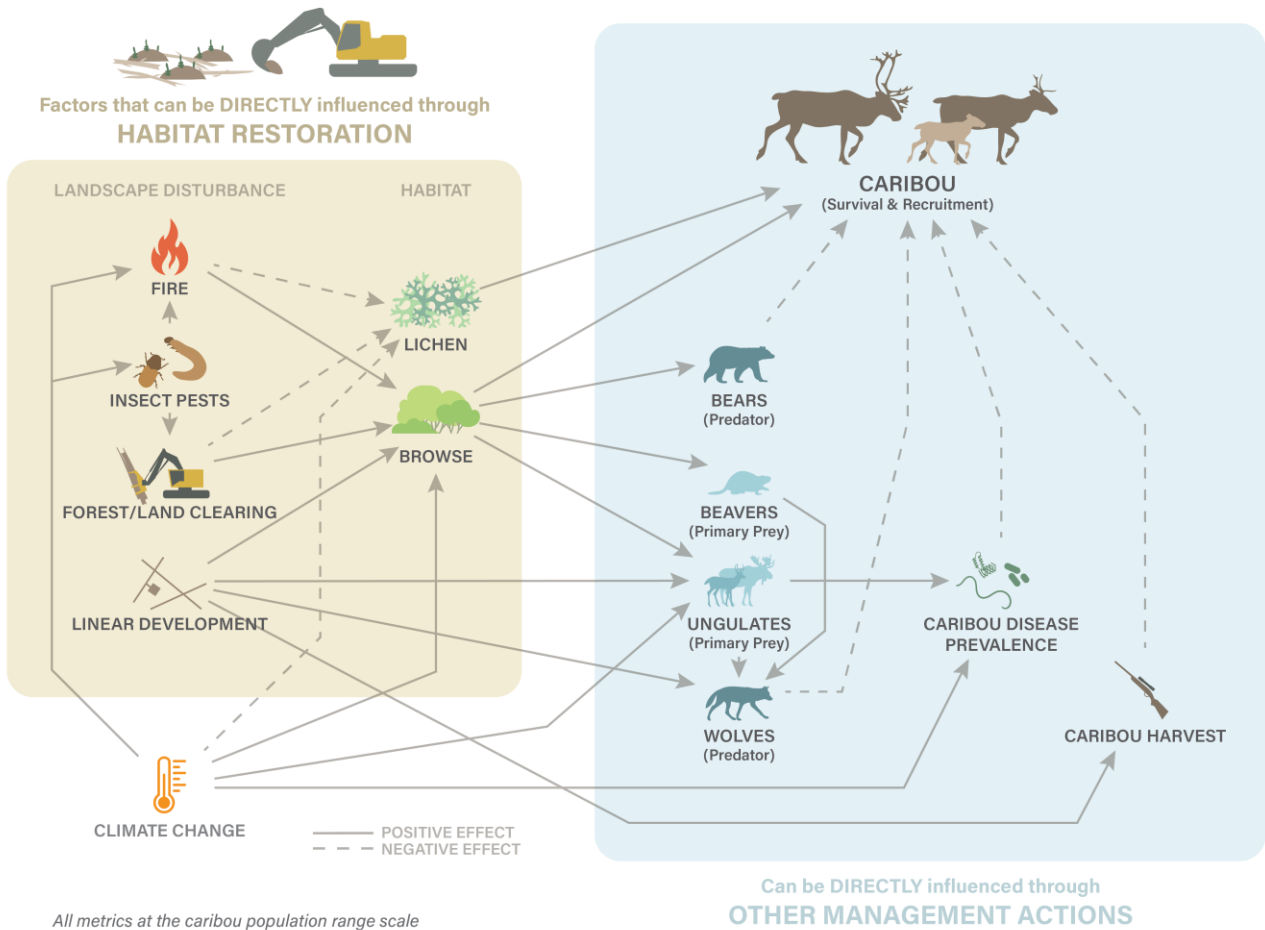 Factors that can be DIRECTLY influenced through
HABITAT RESTORATION
LANDSCAPE DISTURBANCE
HABITAT
FIRE
INSECT PESTS
FOREST/LAND CLEARING
LINEAR DEVELOPMENT
LICHEN
BROWSE
CLIMATE CHANGE
POSITIVE EFFECT
NEGATIVE EFFECT
CARIBOU
(Survival & Recruitment)
BEARS
(Predator)
BEAVERS
(Primary Prey)
UNGULATES
(Primary Prey)
WOLVES
(Predator)
CARIBOU DISEASE
PREVALENCE
CARIBOU HARVEST
Can be DIRECTLY influenced through
OTHER MANAGEMENT ACTIONS
All metrics at the caribou population range scale